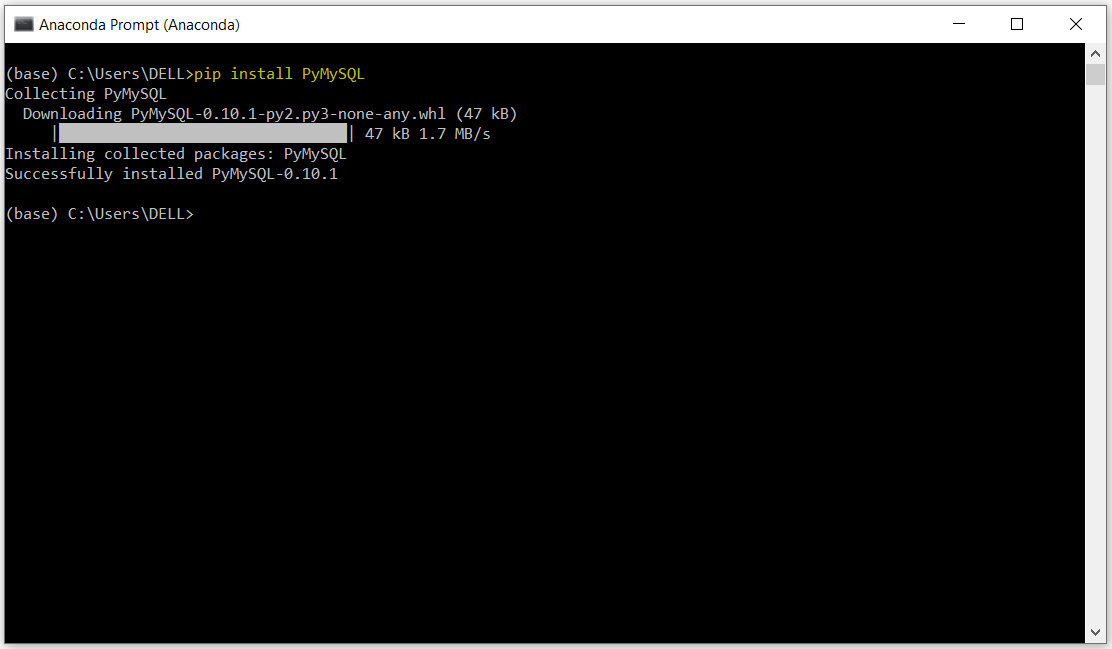 Anaconda Prompt (Anaconda)
(base) C:\Users\DELL>pip install PyMySQL
Collecting PyMySQL
Downloading PyMySQL-0.10.1-py2.py3-none-any.whl (47 kB)
| | 47 kB 1.7 MB/s
Installing collected packages: PyMySQL
Successfully installed PyMySQL-0.10.1
(base) C:\Users\DELL>